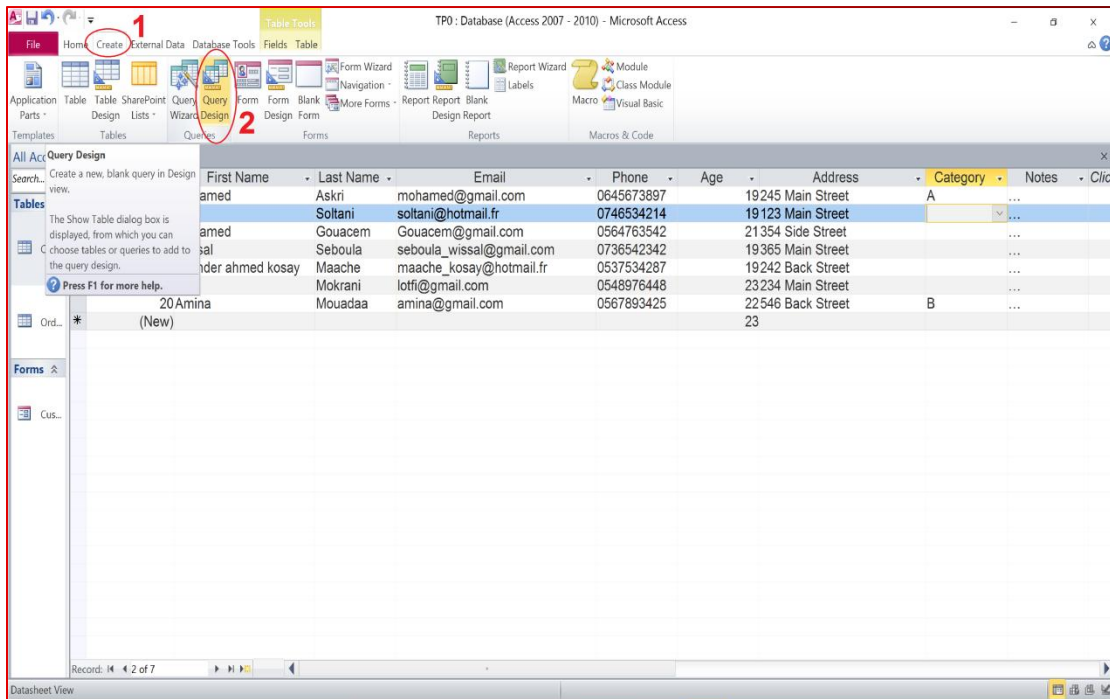 1
Table Tools
TP0 : Database (Access 2007 - 2010) - Microsoft Access
File Home Create External Data Database Tools Fields Table
Application Parts
Table
Table Design
SharePoint Lists
Query Wizard
Query Design
2
Form
Form Design
Blank Form
Form Wizard
Navigation
More Forms
Report
Report Design
Blank Report
Report Wizard
Labels
Macro
Module
Class Module
Visual Basic
Templates Tables Queries Forms Reports Macros & Code
All Acc
Query Design
Create a new, blank query in Design view.
The Show Table dialog box is displayed, from which you can choose tables or queries to add to the query design.
Press F1 for more help.
Search..
Tables
C
Ord...
Forms
Cus...
First Name Last Name Email Phone Age Address Category Notes Clic
amed Askri mohamed@gmail.com 0645673897 19 245 Main Street A ...
Soltani soltani@hotmail.fr 0746534214 19 123 Main Street ...
amed Gouacem Gouacem@gmail.com 0564763542 21 354 Side Street ...
sal Seboula seboula_wissal@gmail.com 0736542342 19 365 Main Street ...
nder ahmed kosay Maache maache_kosay@hotmail.fr 0537534287 19 242 Back Street ...
Mokrani lotfi@gmail.com 0548976448 23 234 Main Street ...
20 Amina Mouadaa amina@gmail.com 0567893425 22 546 Back Street B ...
* (New) 23
Record: 2 of 7
Datasheet View